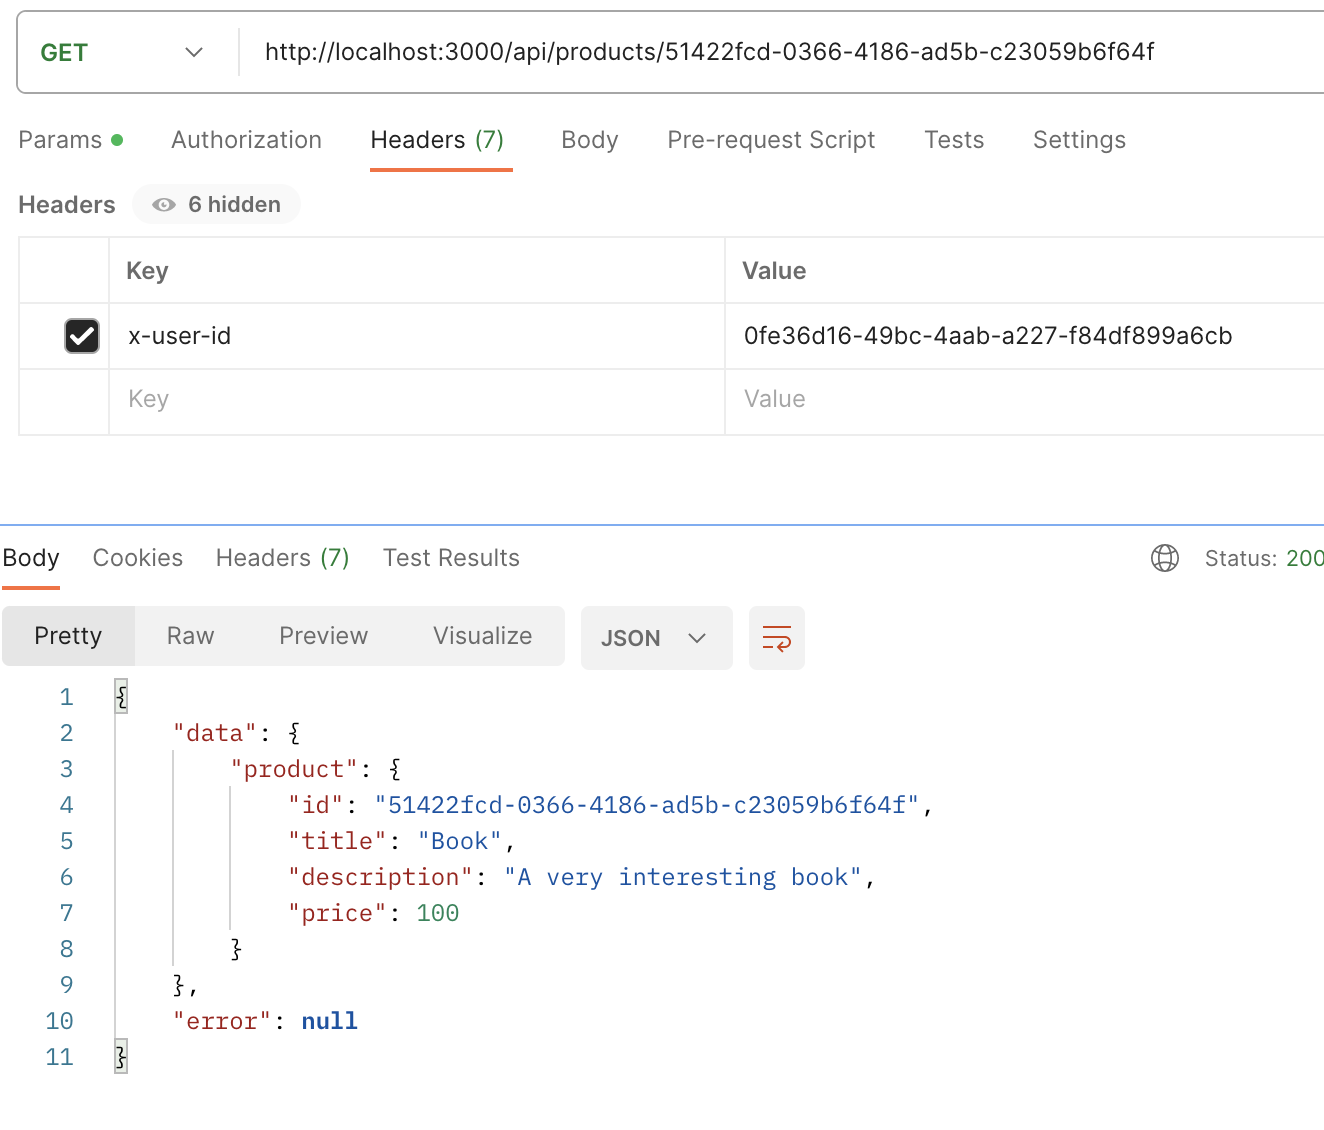 GET http://localhost:3000/api/products/51422fcd-0366-4186-ad5b-c23059b6f64f
Params Authorization Headers (7) Body Pre-request Script Tests Settings
Headers 6 hidden
Key Value
x-user-id 0fe36d16-49bc-4aab-a227-f84df899a6cb
Key Value
Body Cookies Headers (7) Test Results Status: 200
Pretty Raw Preview Visualize JSON
1 {
2 "data": {
3 "product": {
4 "id": "51422fcd-0366-4186-ad5b-c23059b6f64f",
5 "title": "Book",
6 "description": "A very interesting book",
7 "price": 100
8 }
9 },
10 "error": null
11 }